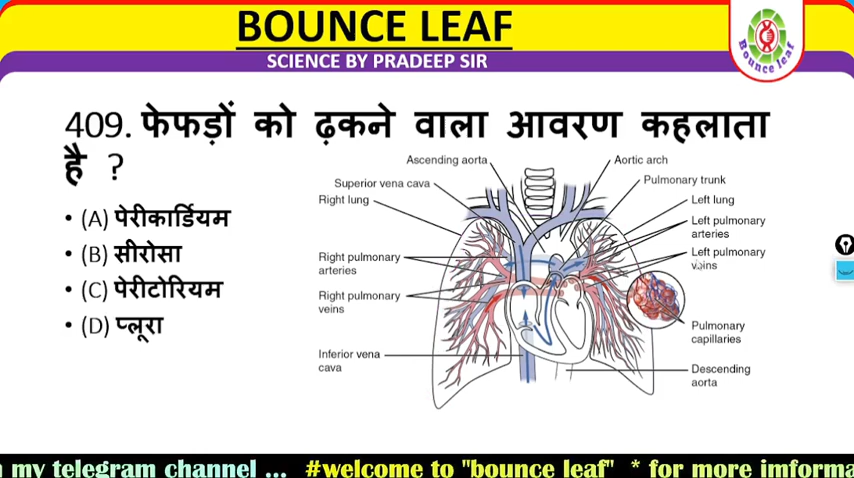 BOUNCE LEAF
SCIENCE BY PRADEEP SIR
Bounce leaf
409. फेफड़ों को ढ़कने वाला आवरण कहलाता
है ?
• (A) पेरीकार्डियम
• (B) सीरोसा
• (C) पेरीटोरियम
• (D) प्लूरा
Ascending aorta
Superior vena cava
Right lung
Right pulmonary
arteries
Right pulmonary
veins
Inferior vena
cava
Aortic arch
Pulmonary trunk
Left lung
Left pulmonary
arteries
Left pulmonary
veins
Pulmonary
capillaries
Descending
aorta
my telegram channel ... #welcome to "bounce leaf" * for more